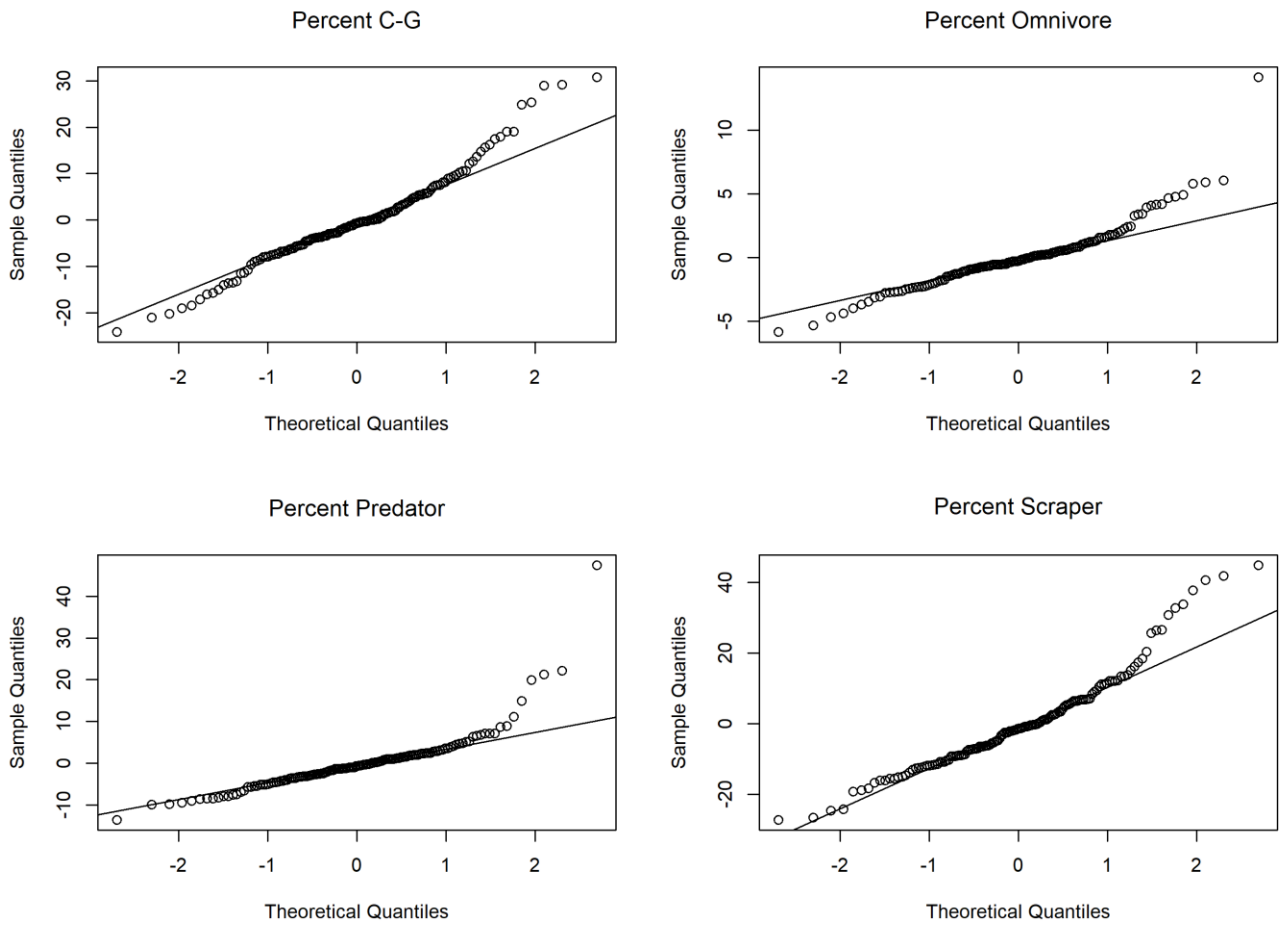 Percent C-G
Sample Quantiles
30
20
10
0
-10
-20
-2 -1 0 1 2
Theoretical Quantiles
Percent Omnivore
Sample Quantiles
10
5
0
-5
-2 -1 0 1 2
Theoretical Quantiles
Percent Predator
Sample Quantiles
40
30
20
10
0
-10
-2 -1 0 1 2
Theoretical Quantiles
Percent Scraper
Sample Quantiles
40
20
0
-20
-2 -1 0 1 2
Theoretical Quantiles